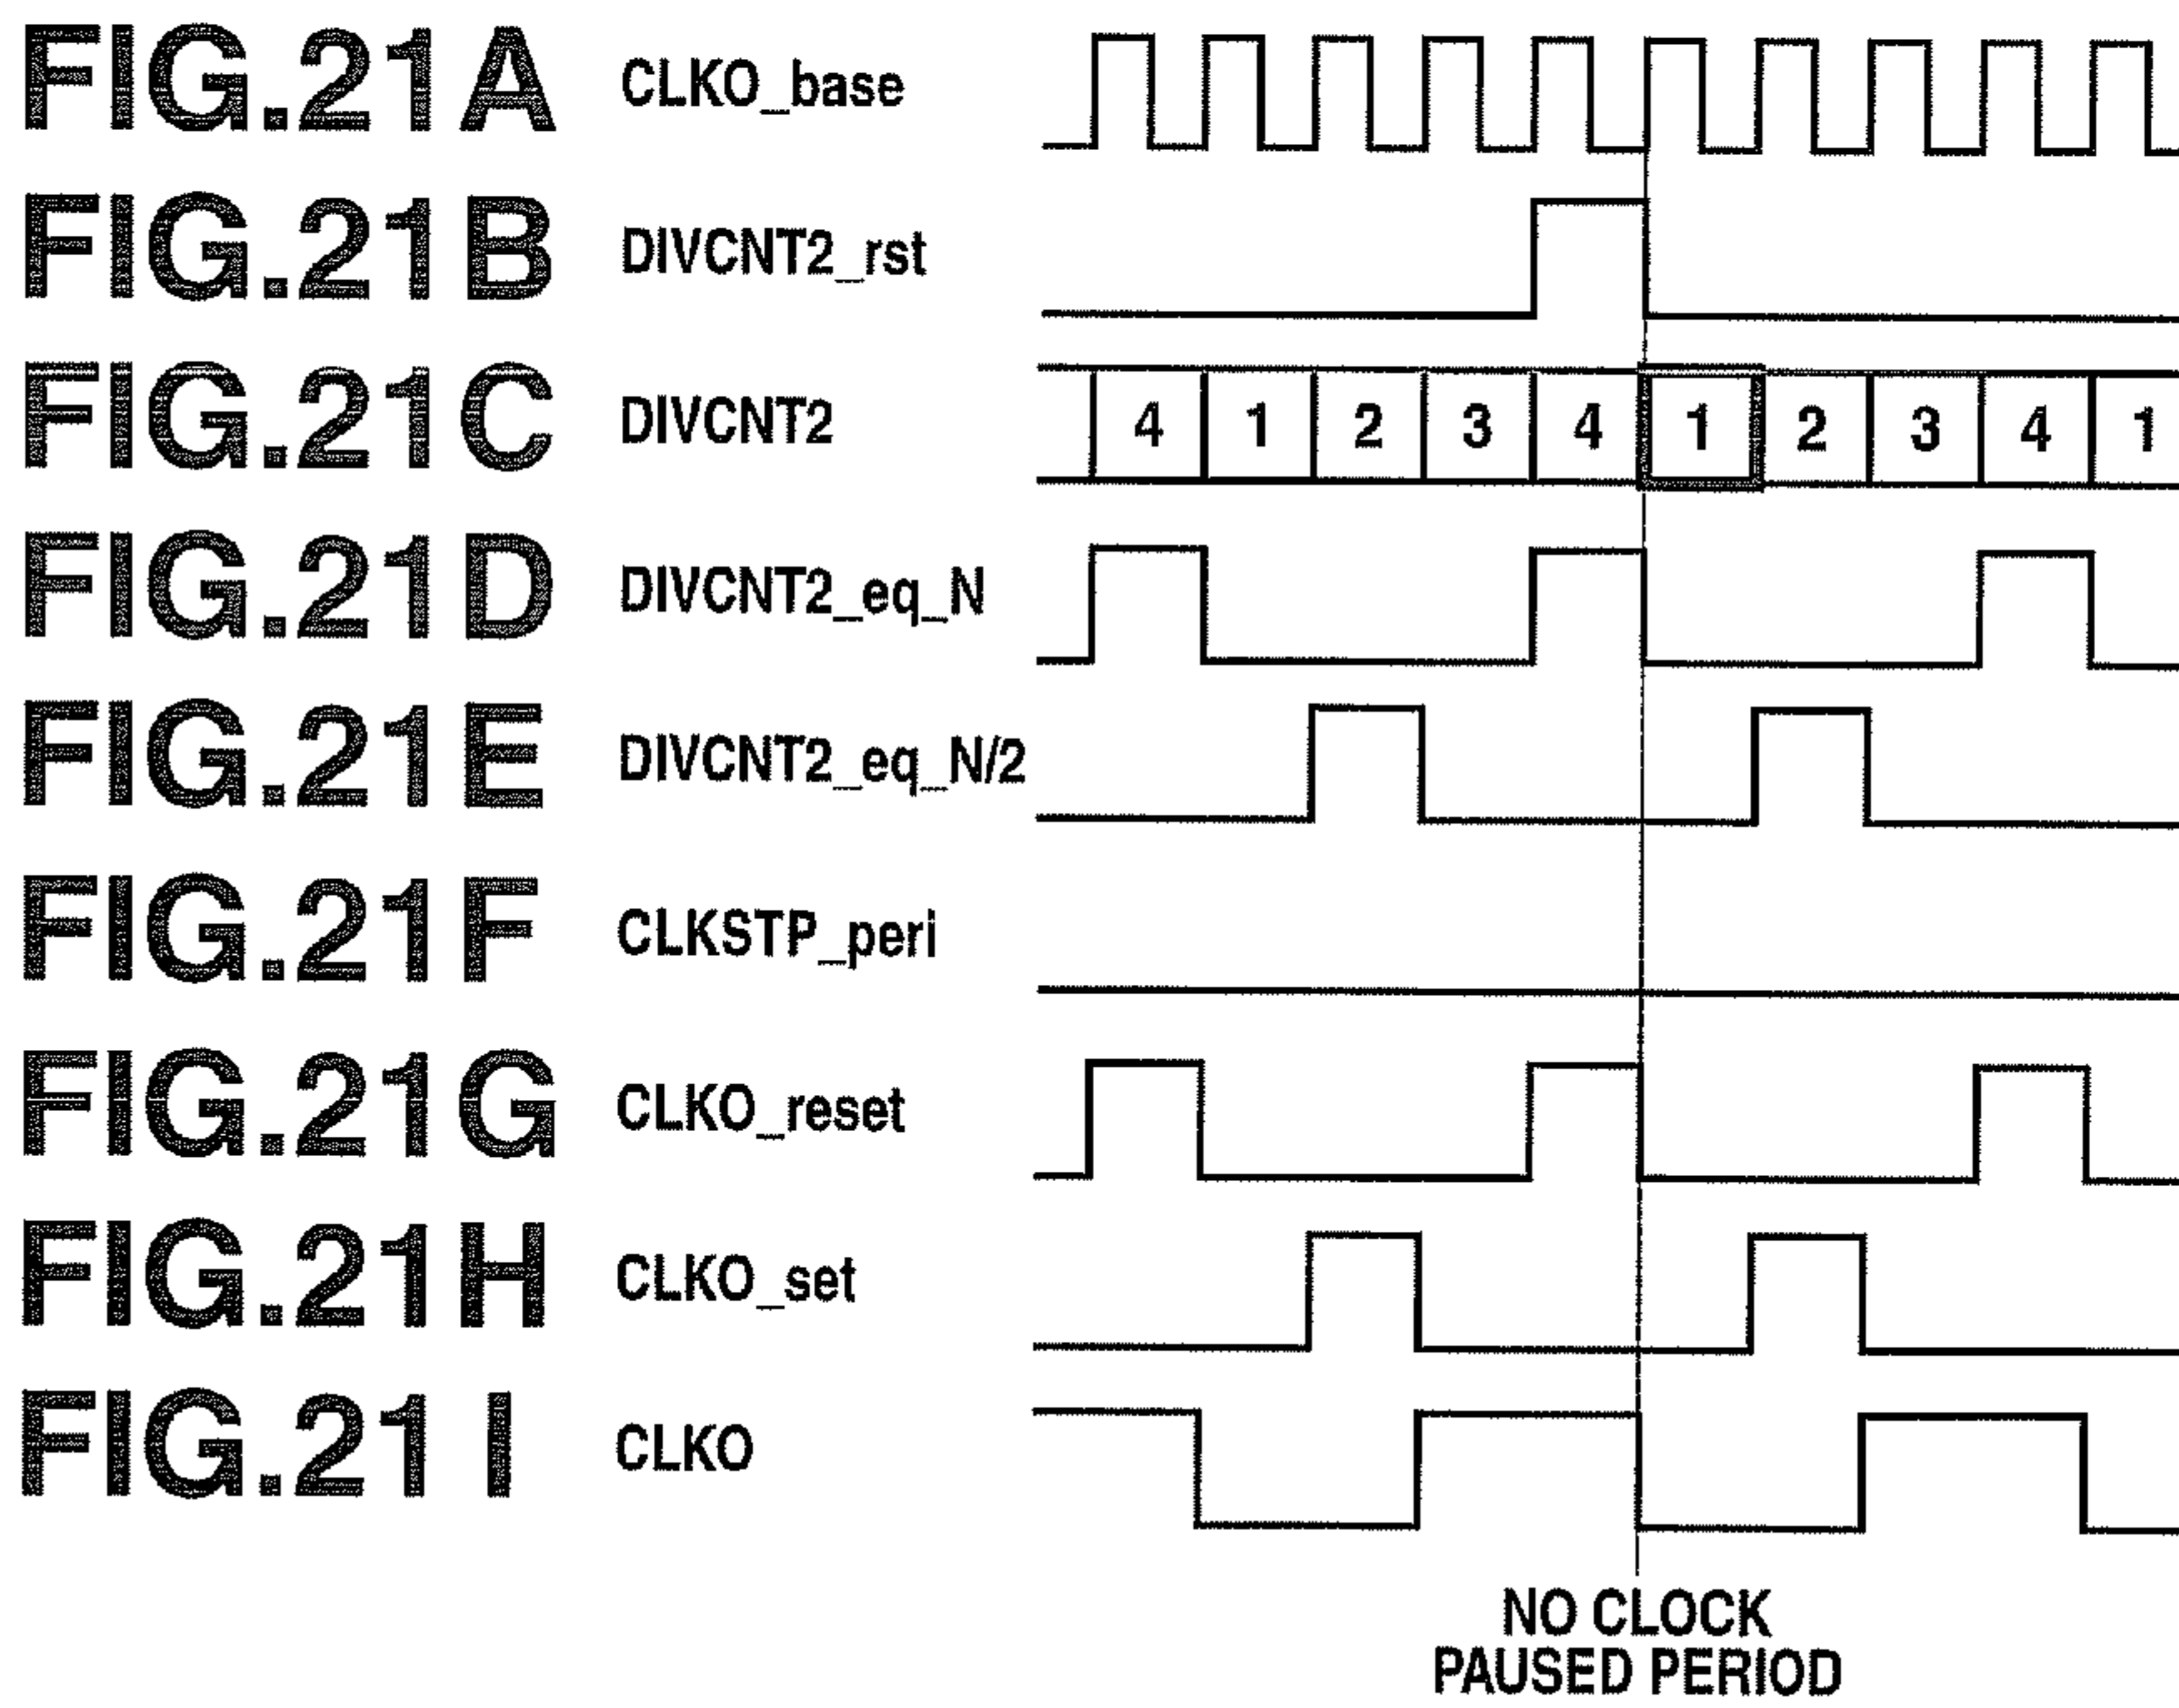 FIG.21A CLKO_base
FIG.21B DIVCNT2_rst
FIG.21C DIVCNT2 4 1 2 3 4 1 2 3 4 1
FIG.21D DIVCNT2_eq_N
FIG.21E DIVCNT2_eq_N/2
FIG.21F CLKSTP_peri
FIG.21G CLKO_reset
FIG.21H CLKO_set
FIG.21I CLKO
NO CLOCK
PAUSED PERIOD